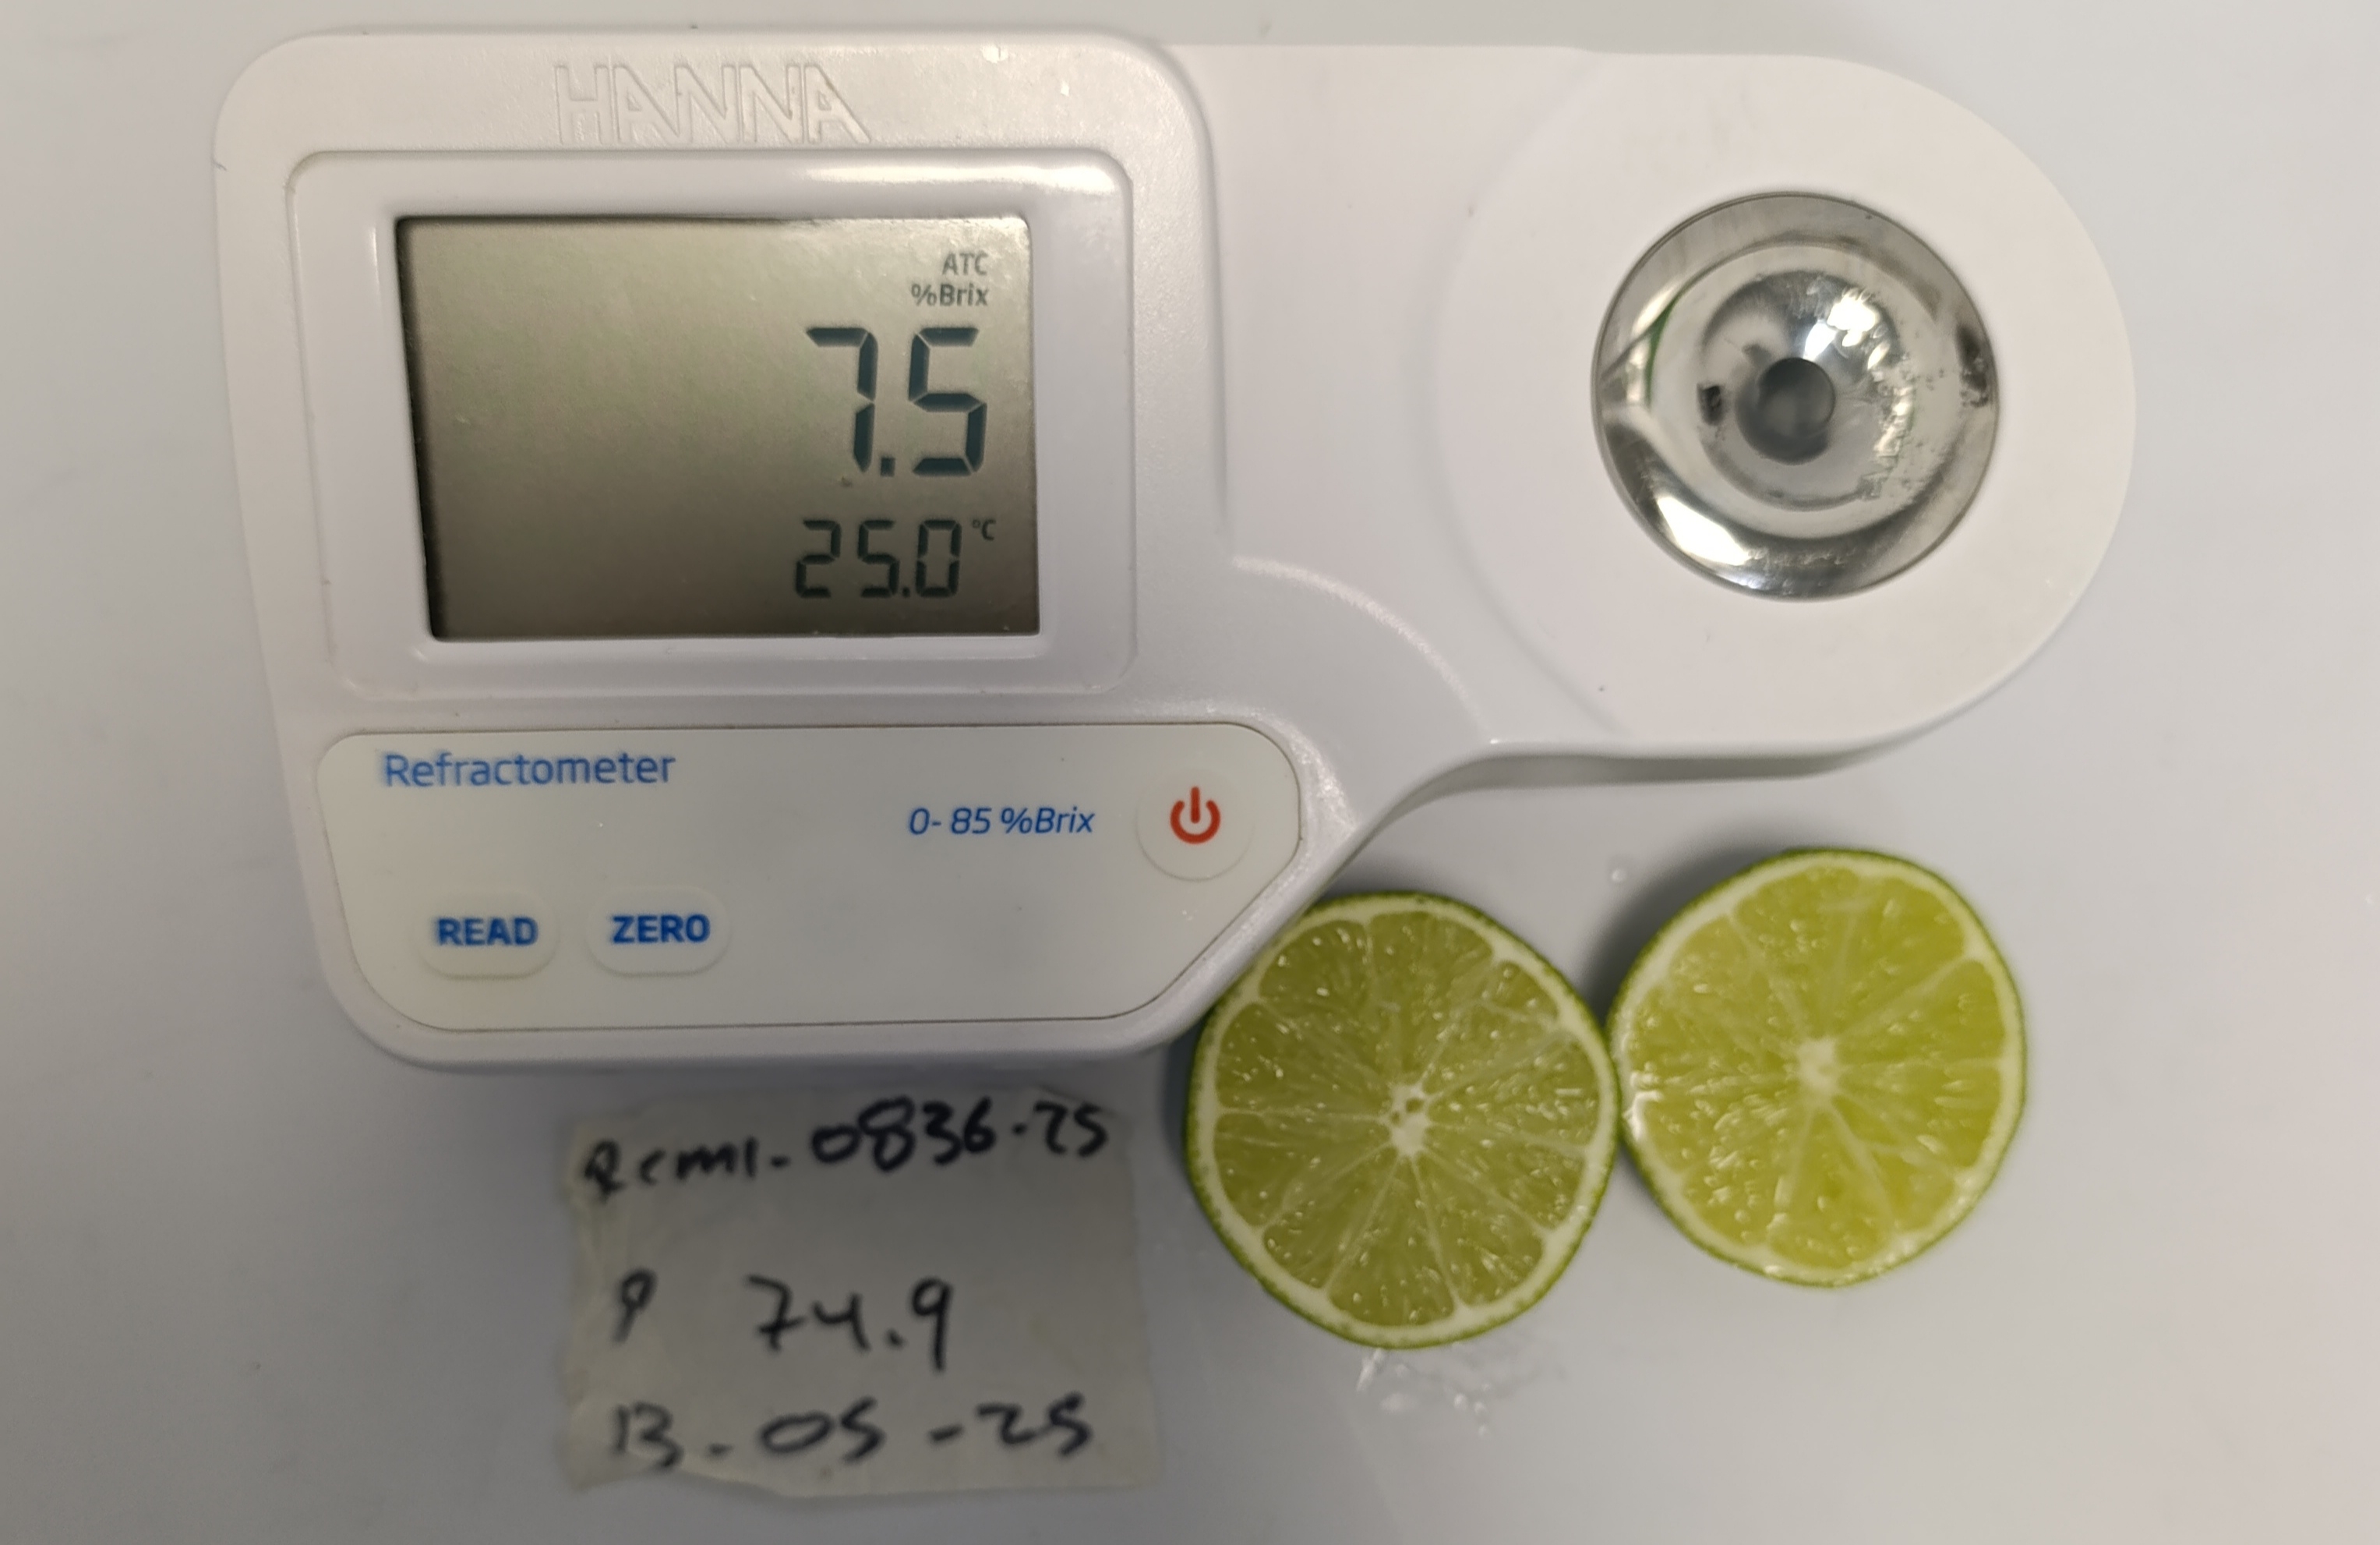 HANNA
ATC
%Brix
7.5
25.0 °C
Refractometer
0-85 %Brix
READ ZERO
Rcml-0836-25
P 74.9
13-05-25